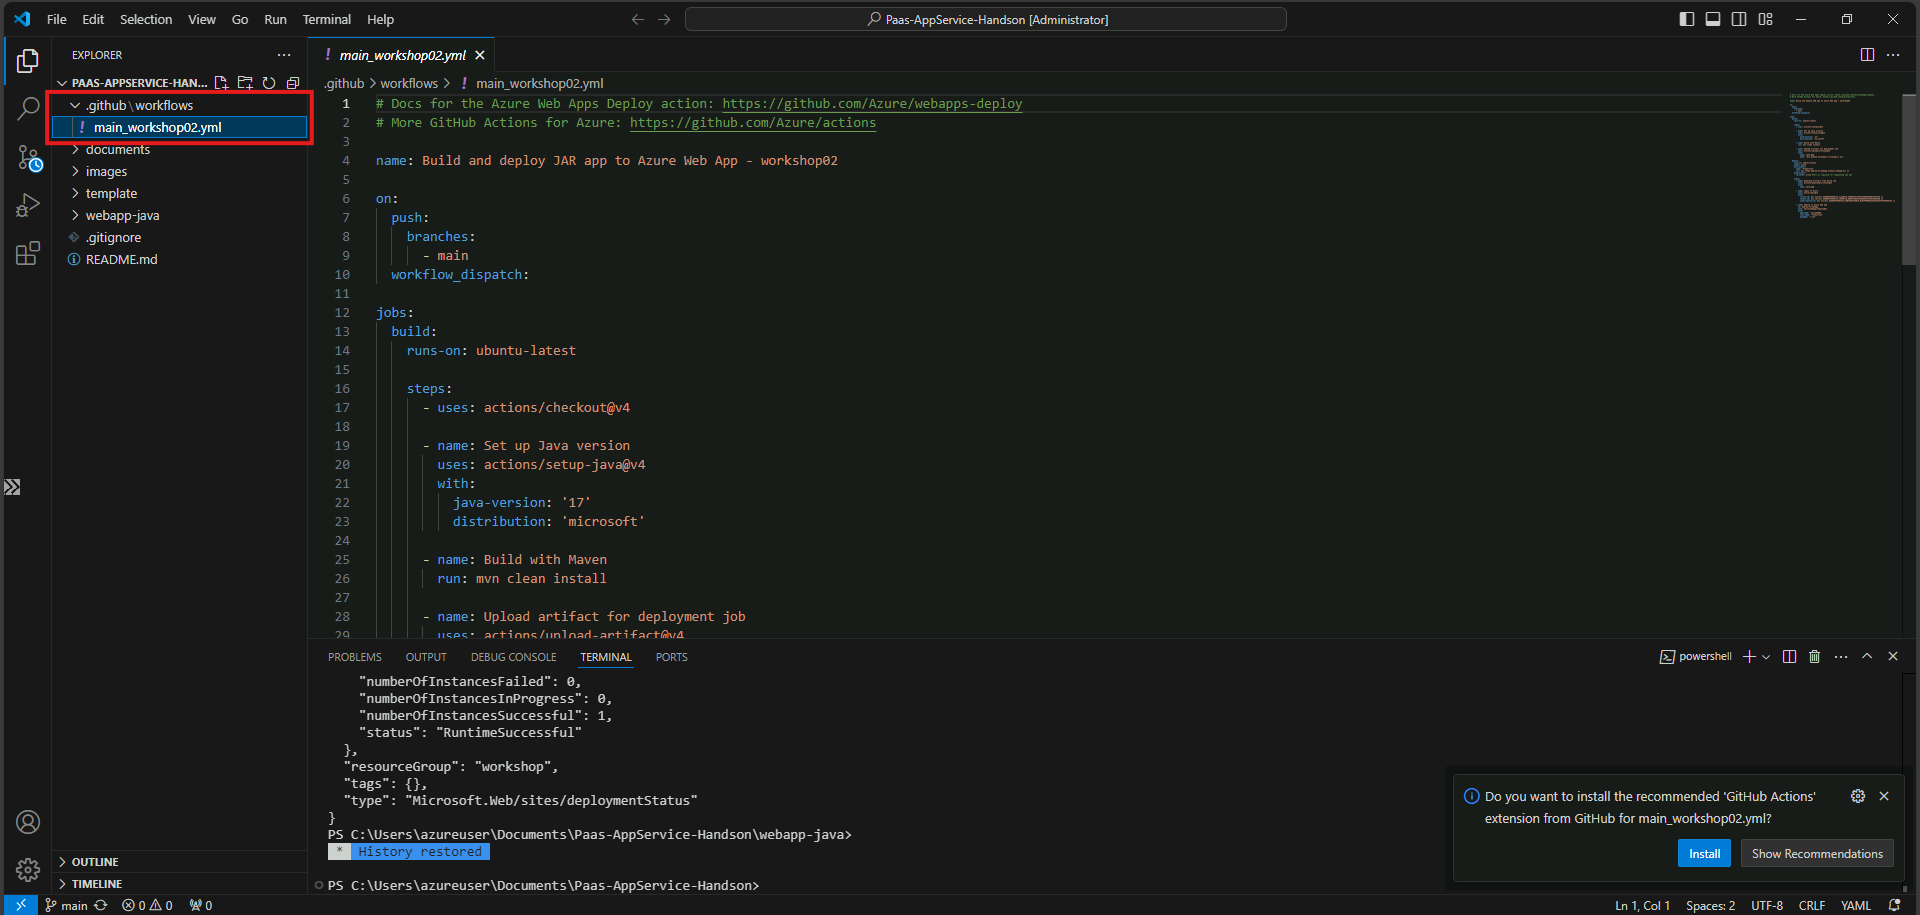 File Edit Selection View Go Run Terminal Help
Paas-AppService-Handson [Administrator]
EXPLORER
PAAS-APPSERVICE-HAN...
.github\workflows
! main_workshop02.yml
documents
images
template
webapp-java
.gitignore
README.md
OUTLINE
TIMELINE
! main_workshop02.yml
.github > workflows > ! main_workshop02.yml
1 # Docs for the Azure Web Apps Deploy action: https://github.com/Azure/webapps-deploy
2 # More GitHub Actions for Azure: https://github.com/Azure/actions
3
4 name: Build and deploy JAR app to Azure Web App - workshop02
5
6 on:
7 push:
8 branches:
9 - main
10 workflow_dispatch:
11
12 jobs:
13 build:
14 runs-on: ubuntu-latest
15
16 steps:
17 - uses: actions/checkout@v4
18
19 - name: Set up Java version
20 uses: actions/setup-java@v4
21 with:
22 java-version: '17'
23 distribution: 'microsoft'
24
25 - name: Build with Maven
26 run: mvn clean install
27
28 - name: Upload artifact for deployment job
29 uses: actions/upload-artifact@v4
PROBLEMS OUTPUT DEBUG CONSOLE TERMINAL PORTS
powershell
"numberOfInstancesFailed": 0,
"numberOfInstancesInProgress": 0,
"numberOfInstancesSuccessful": 1,
"status": "RuntimeSuccessful"
},
"resourceGroup": "workshop",
"tags": {},
"type": "Microsoft.Web/sites/deploymentStatus"
}
PS C:\Users\azureuser\Documents\Paas-AppService-Handson\webapp-java>
* History restored
PS C:\Users\azureuser\Documents\Paas-AppService-Handson>
Do you want to install the recommended 'GitHub Actions'
extension from GitHub for main_workshop02.yml?
Install Show Recommendations
main 0 0 0
Ln 1, Col 1 Spaces: 2 UTF-8 CRLF YAML